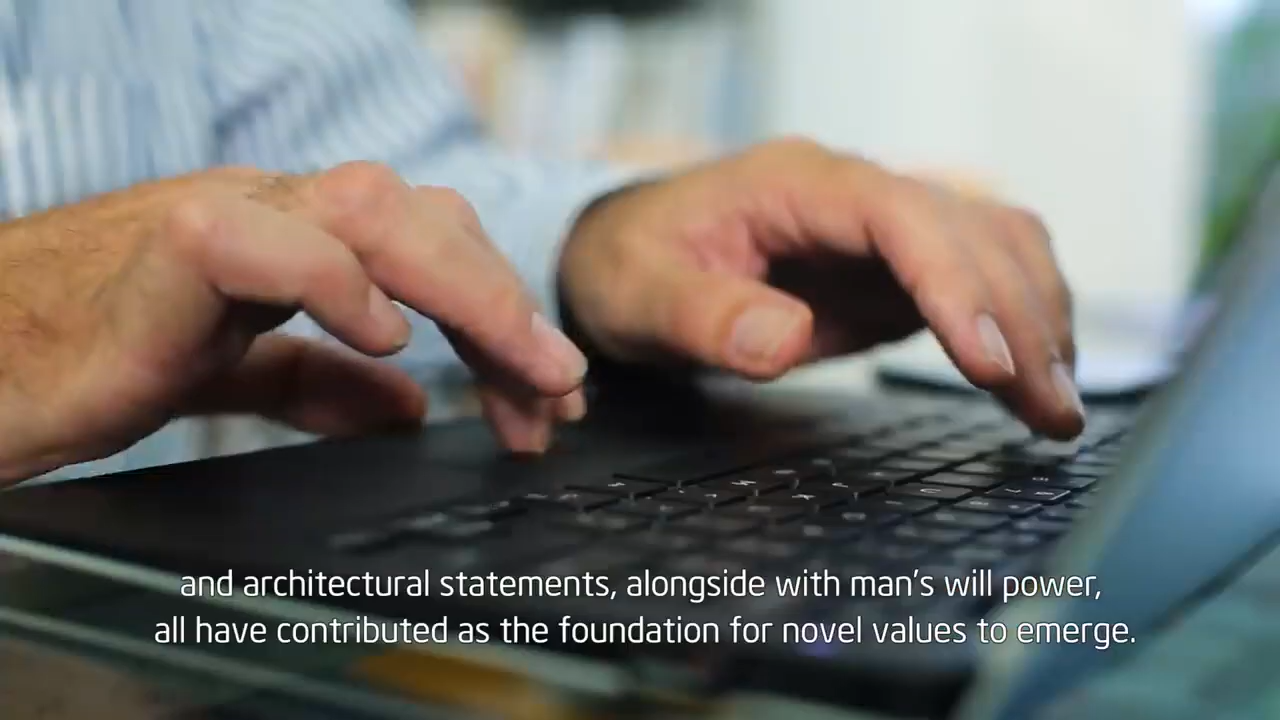 and architectural statements, alongside with man's will power,
all have contributed as the foundation for novel values to emerge.